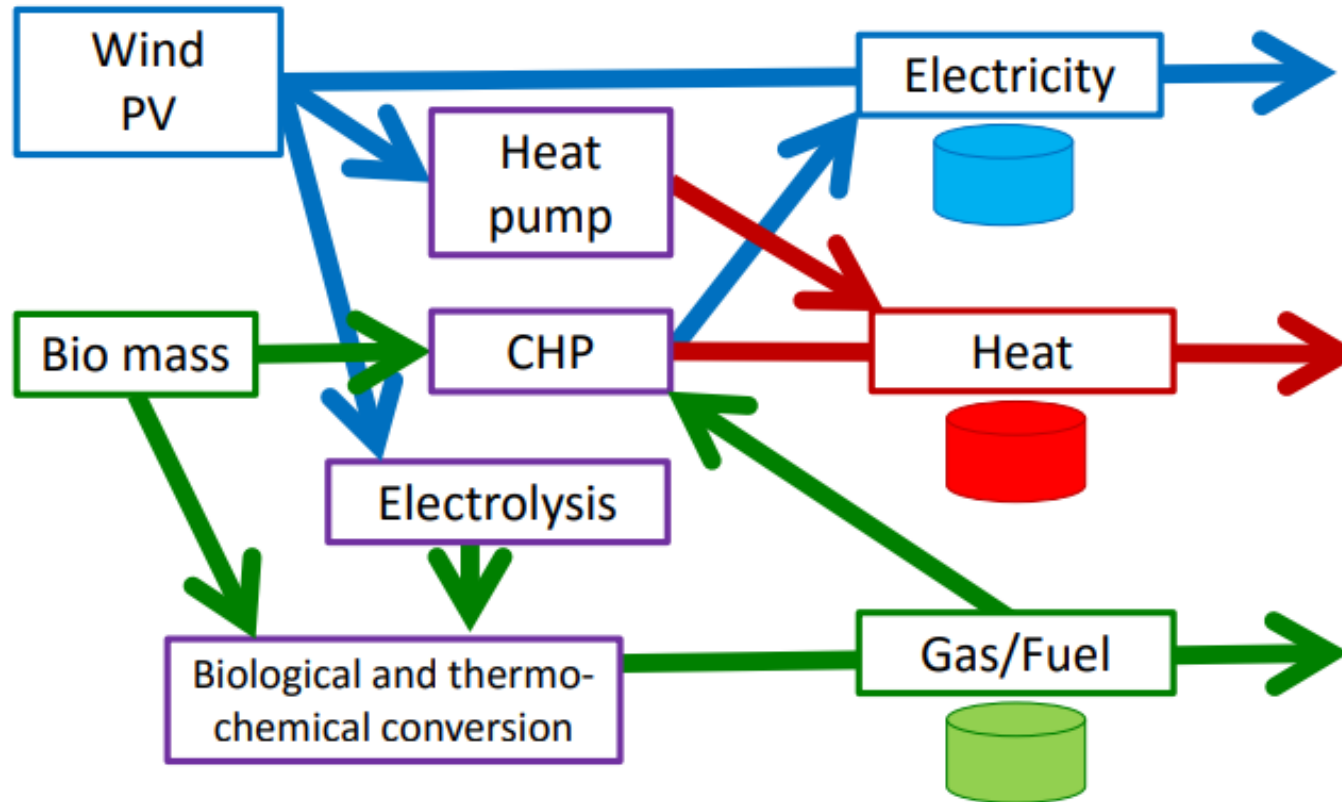 Wind
PV
Electricity
Heat
pump
Bio mass
CHP
Heat
Electrolysis
Biological and thermo-
chemical conversion
Gas/Fuel